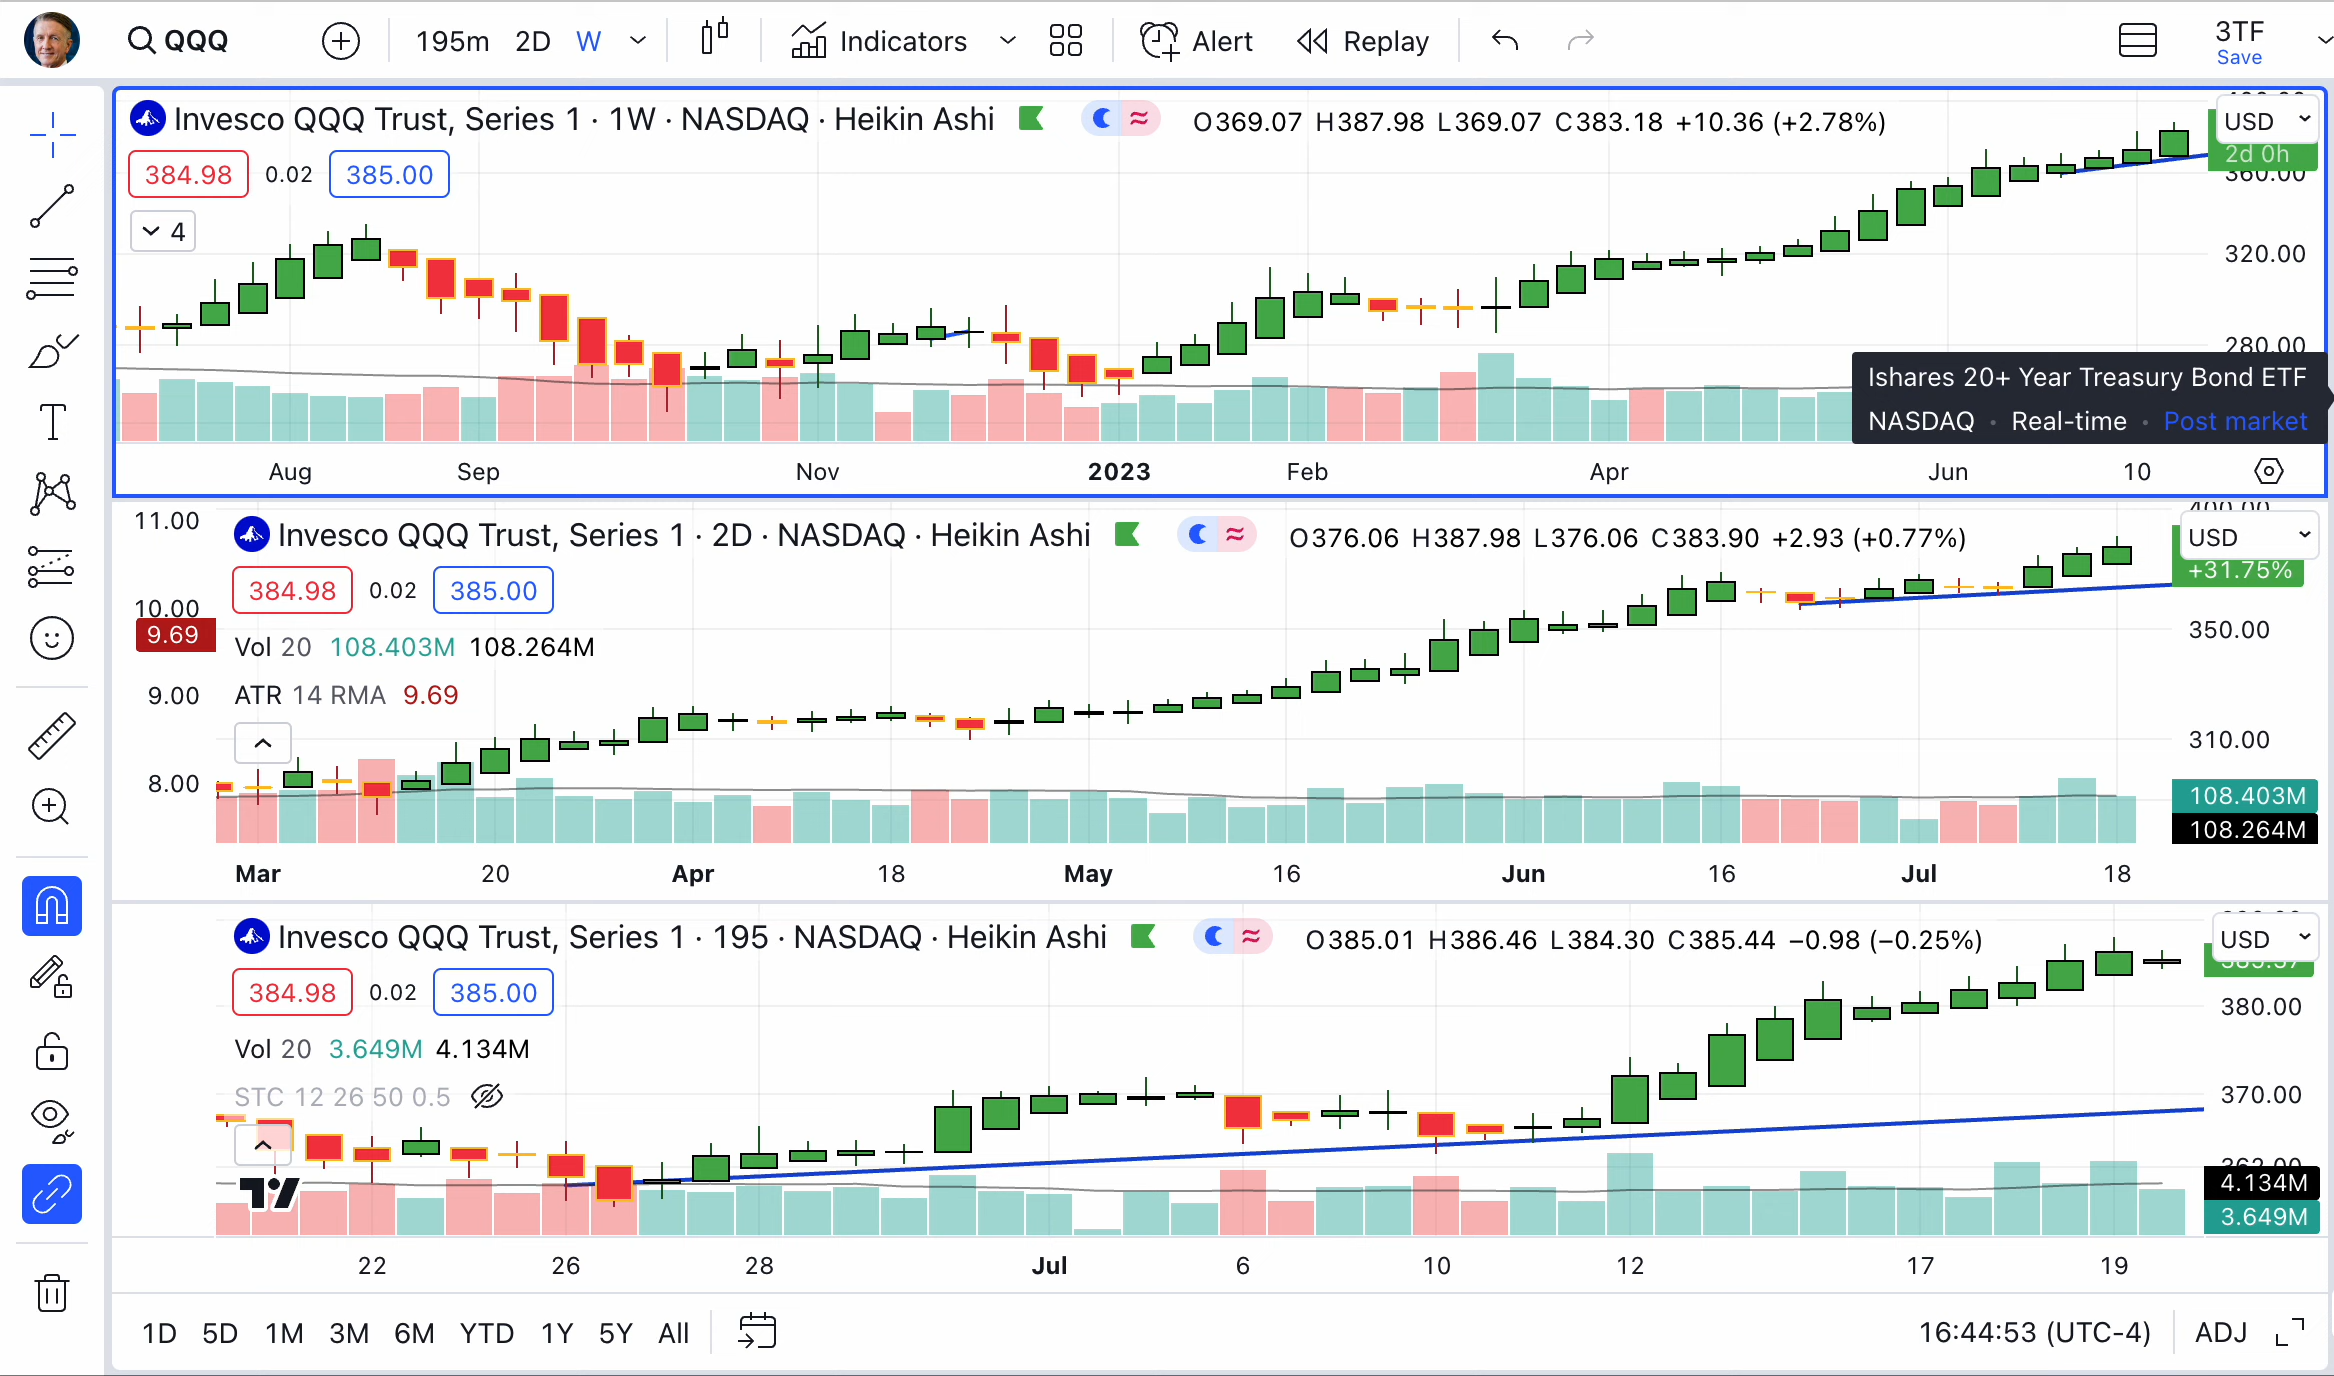 QQQ 195m 2D W Indicators Alert Replay 3TF
Save
Invesco QQQ Trust, Series 1 · 1W · NASDAQ · Heikin Ashi O369.07 H387.98 L369.07 C383.18 +10.36 (+2.78%) USD
2d 0h
384.98 0.02 385.00
360.00
4
320.00
280.00
Ishares 20+ Year Treasury Bond ETF
NASDAQ · Real-time · Post market
Aug Sep Nov 2023 Feb Apr Jun 10
11.00
Invesco QQQ Trust, Series 1 · 2D · NASDAQ · Heikin Ashi O376.06 H387.98 L376.06 C383.90 +2.93 (+0.77%) USD
400.00
+31.75%
384.98 0.02 385.00
10.00
9.69
350.00
Vol 20 108.403M 108.264M
9.00
ATR 14 RMA 9.69
310.00
8.00
108.403M
108.264M
Mar 20 Apr 18 May 16 Jun 16 Jul 18
Invesco QQQ Trust, Series 1 · 195 · NASDAQ · Heikin Ashi O385.01 H386.46 L384.30 C385.44 −0.98 (−0.25%) USD
384.98 0.02 385.00
380.00
Vol 20 3.649M 4.134M
STC 12 26 50 0.5
370.00
4.134M
3.649M
22 26 28 Jul 6 10 12 17 19
1D 5D 1M 3M 6M YTD 1Y 5Y All 16:44:53 (UTC-4) ADJ